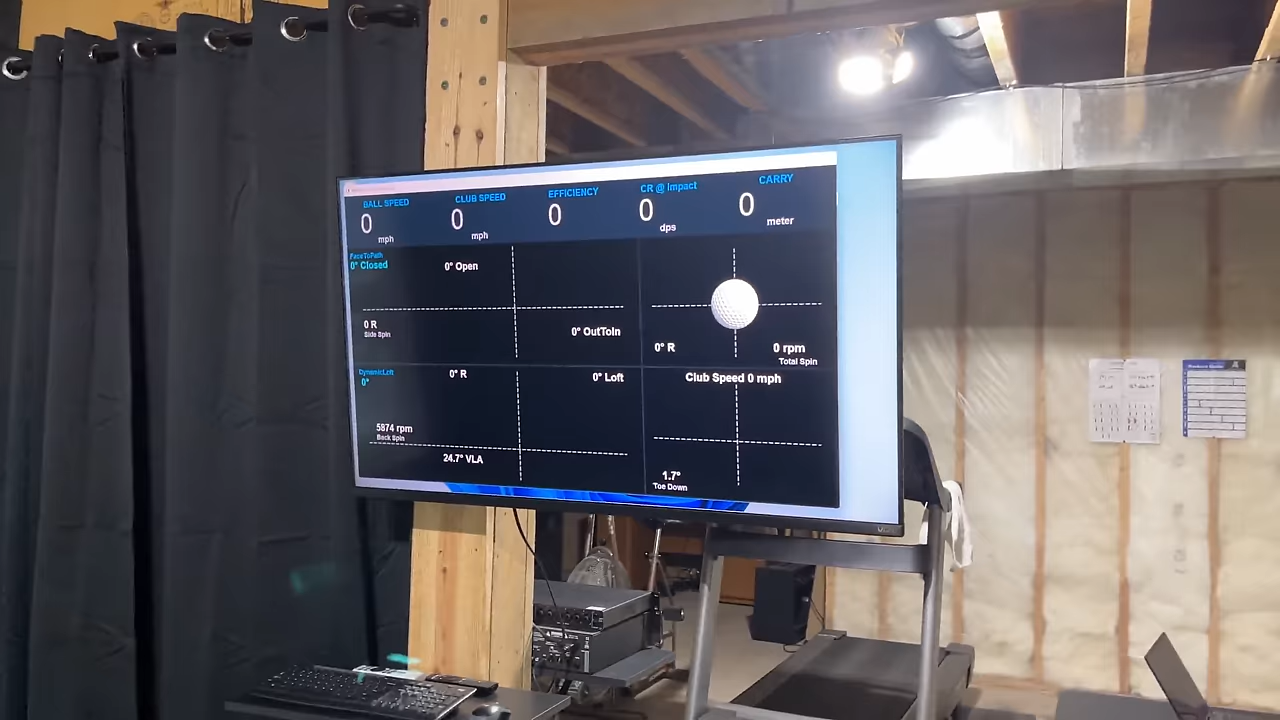 BALL SPEED
0 mph
CLUB SPEED
0 mph
EFFICIENCY
0
CR @ Impact
0 dps
CARRY
0 meter
FaceToPath
0° Closed
0° Open
0 R
Side Spin
0° OutToIn
0° R
0 rpm
Total Spin
DynamicLoft
0°
0° R
0° Loft
5874 rpm
Back Spin
24.7° VLA
Club Speed 0 mph
1.7°
Toe Down